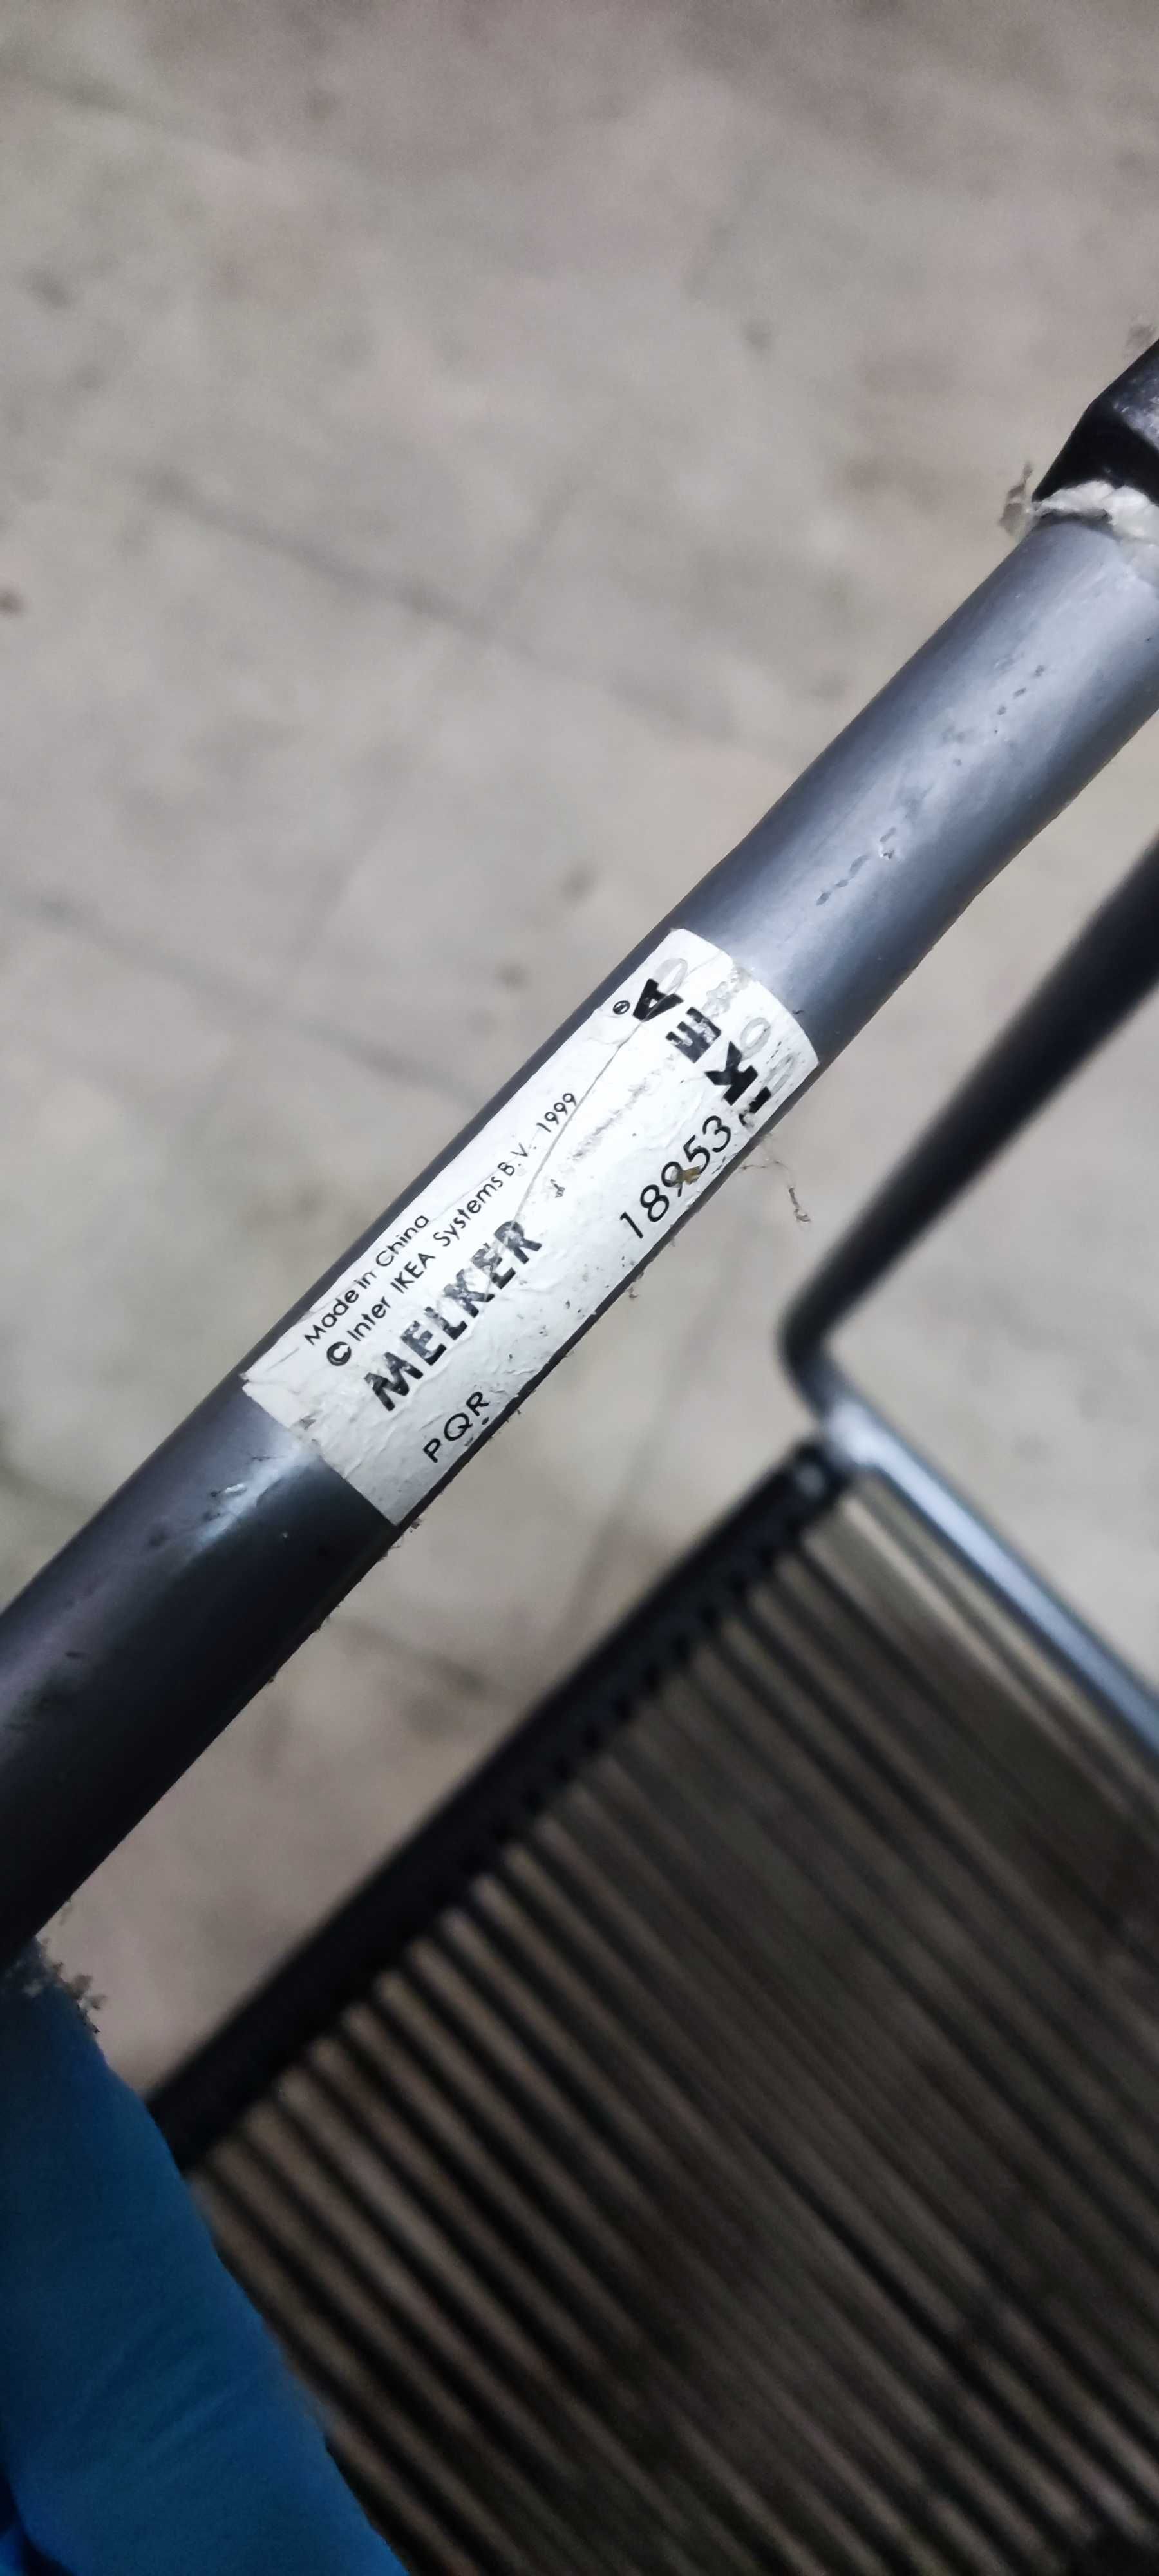 Made in China
© Inter IKEA Systems B.V. 1999
MELKER
PQR
18953
IKEA®